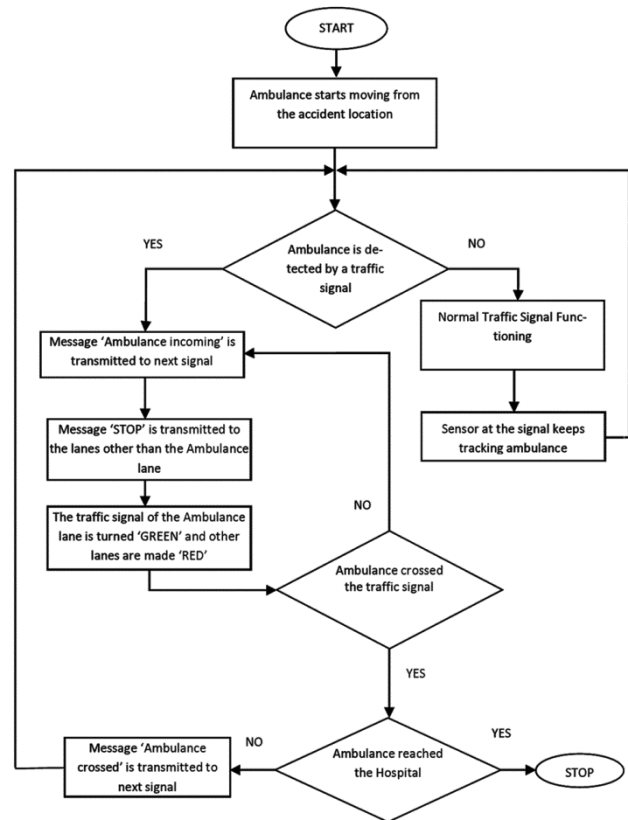 START
Ambulance starts moving from
the accident location
YES
Ambulance is de-
tected by a traffic
signal
NO
Message ‘Ambulance incoming’ is
transmitted to next signal
Normal Traffic Signal Func-
tioning
Message ‘STOP’ is transmitted to
the lanes other than the Ambulance
lane
Sensor at the signal keeps
tracking ambulance
The traffic signal of the Ambulance
lane is turned ‘GREEN’ and other
lanes are made ‘RED’
NO
Ambulance crossed
the traffic signal
YES
Message ‘Ambulance
crossed’ is transmitted to
next signal
NO
Ambulance reached
the Hospital
YES
STOP